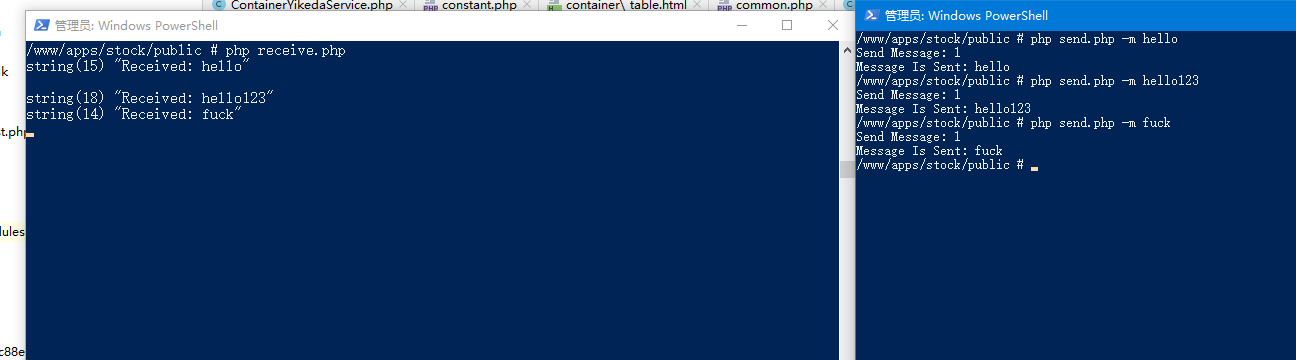 ContainerYikedaService.php
constant.php
container\_table.html
common.php
管理员: Windows PowerShell
/www/apps/stock/public # php receive.php
string(15) "Received: hello"
string(18) "Received: hello123"
string(14) "Received: fuck"
k
t.php
dules
c88e
管理员: Windows PowerShell
/www/apps/stock/public # php send.php -m hello
Send Message: 1
Message Is Sent: hello
/www/apps/stock/public # php send.php -m hello123
Send Message: 1
Message Is Sent: hello123
/www/apps/stock/public # php send.php -m fuck
Send Message: 1
Message Is Sent: fuck
/www/apps/stock/public #